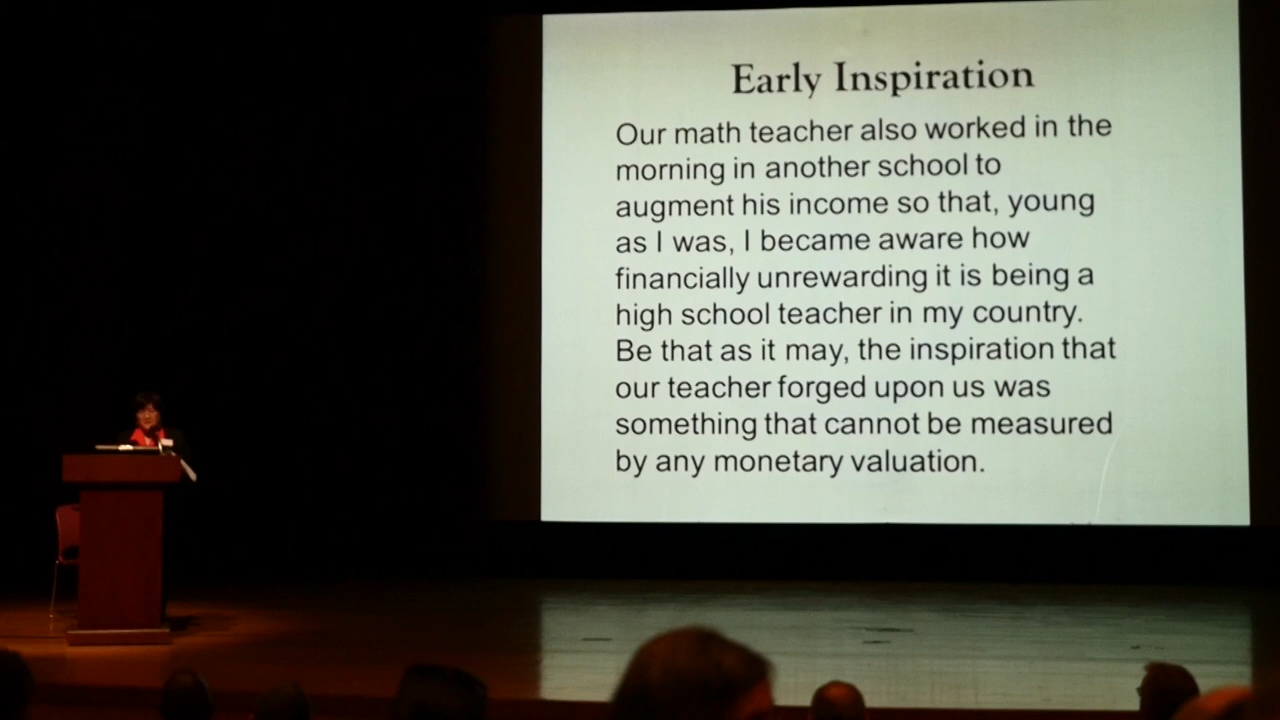 Early Inspiration
Our math teacher also worked in the
morning in another school to
augment his income so that, young
as I was, I became aware how
financially unrewarding it is being a
high school teacher in my country.
Be that as it may, the inspiration that
our teacher forged upon us was
something that cannot be measured
by any monetary valuation.